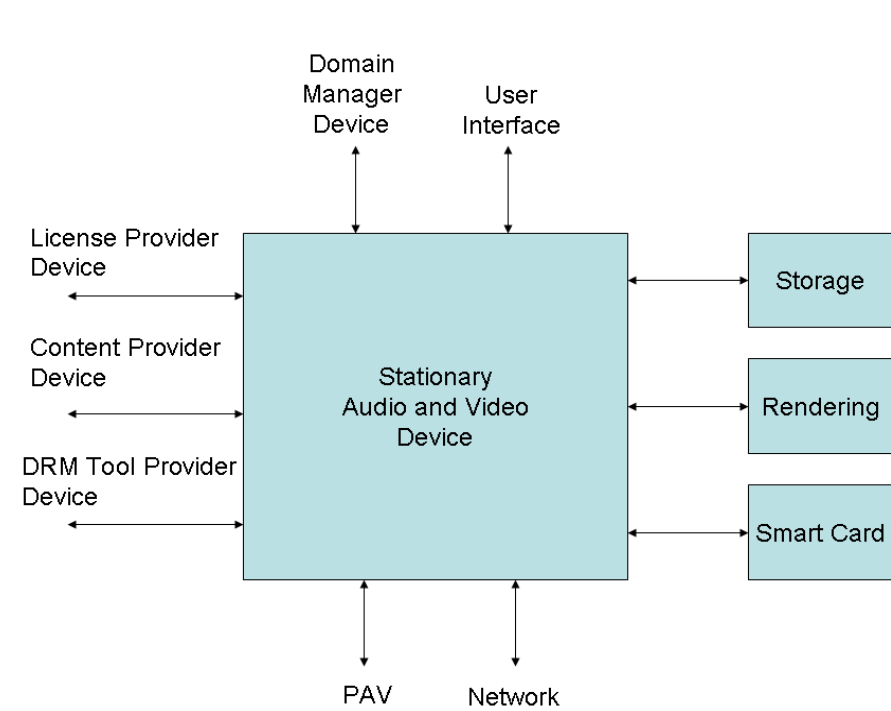 Domain
Manager
Device
User
Interface
License Provider
Device
Content Provider
Device
DRM Tool Provider
Device
Stationary
Audio and Video
Device
Storage
Rendering
Smart Card
PAV
Network